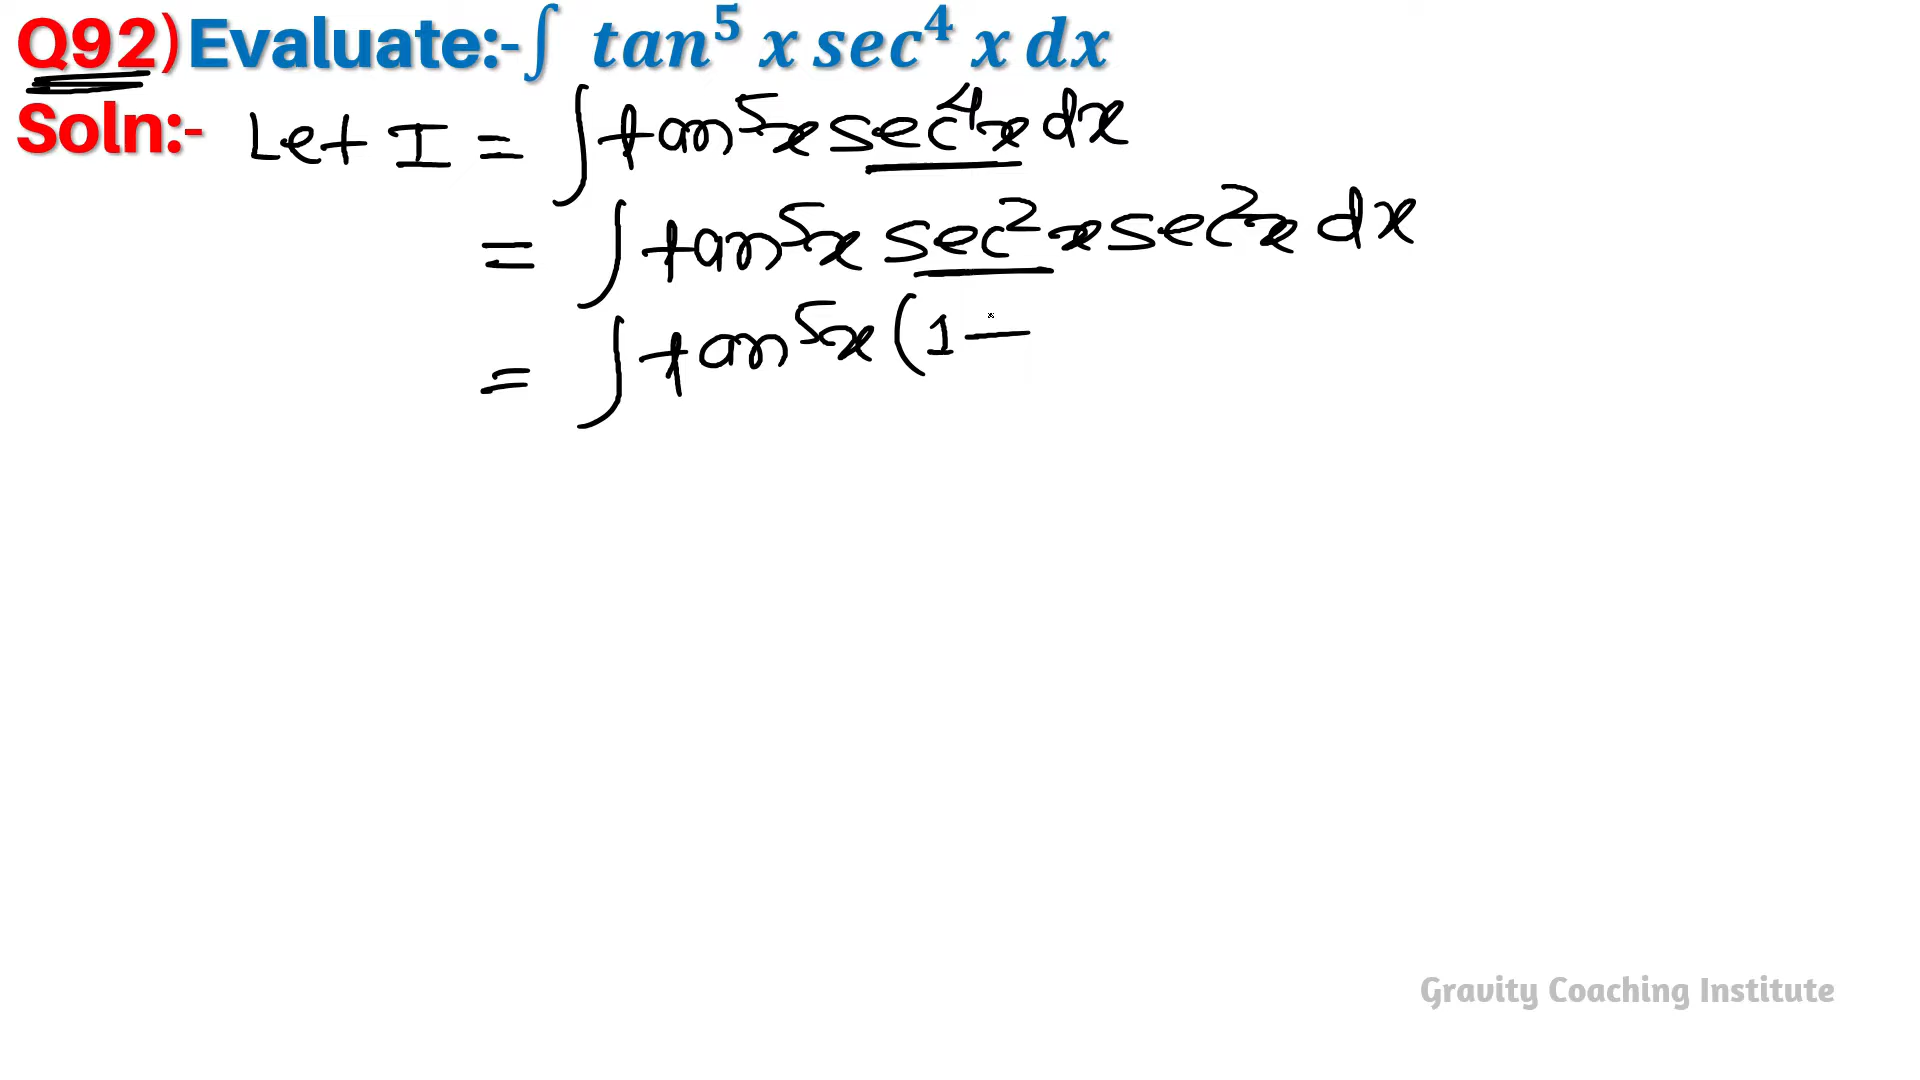 Q92) Evaluate:-∫ tan⁵ x sec⁴ x dx
Soln:- Let I = ∫tan⁵x sec⁴x dx
= ∫tan⁵x sec²x sec²x dx
= ∫tan⁵x (1 −
Gravity Coaching Institute